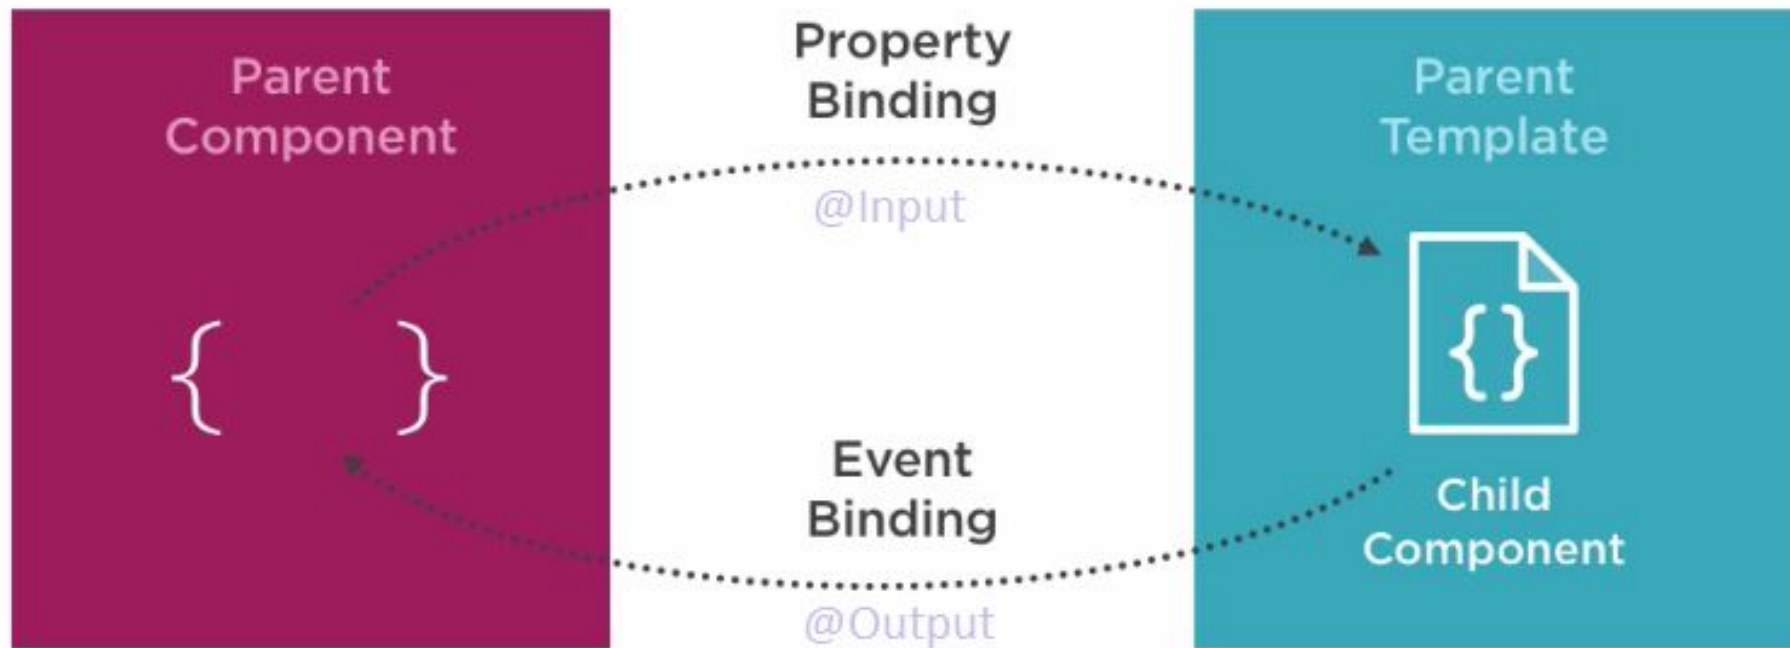 Parent
Component
{ }
Property
Binding
@Input
Event
Binding
@Output
Parent
Template
{}
Child
Component